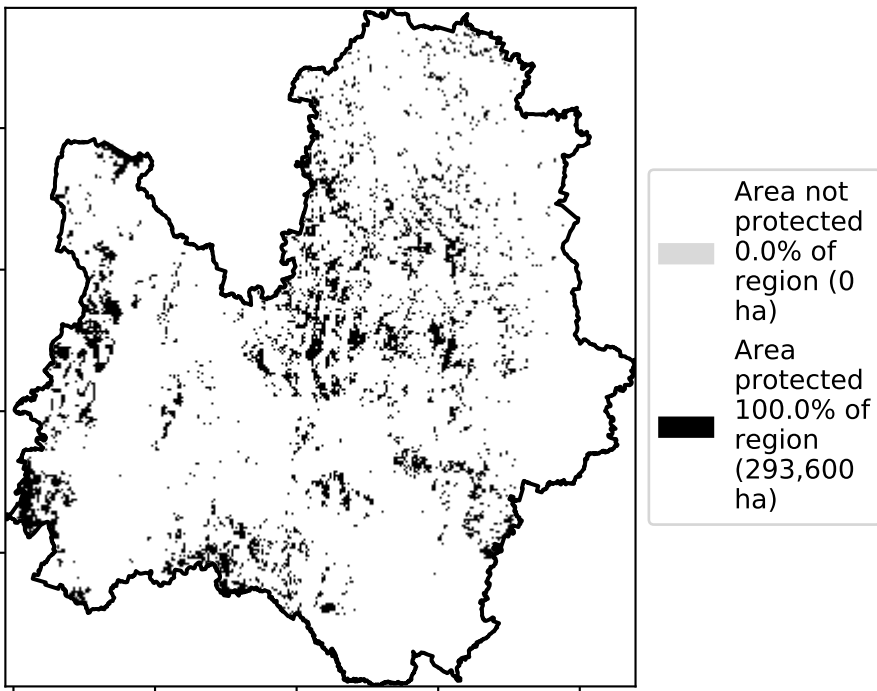 Area not
protected
0.0% of
region (0
ha)
Area
protected
100.0% of
region
(293,600
ha)